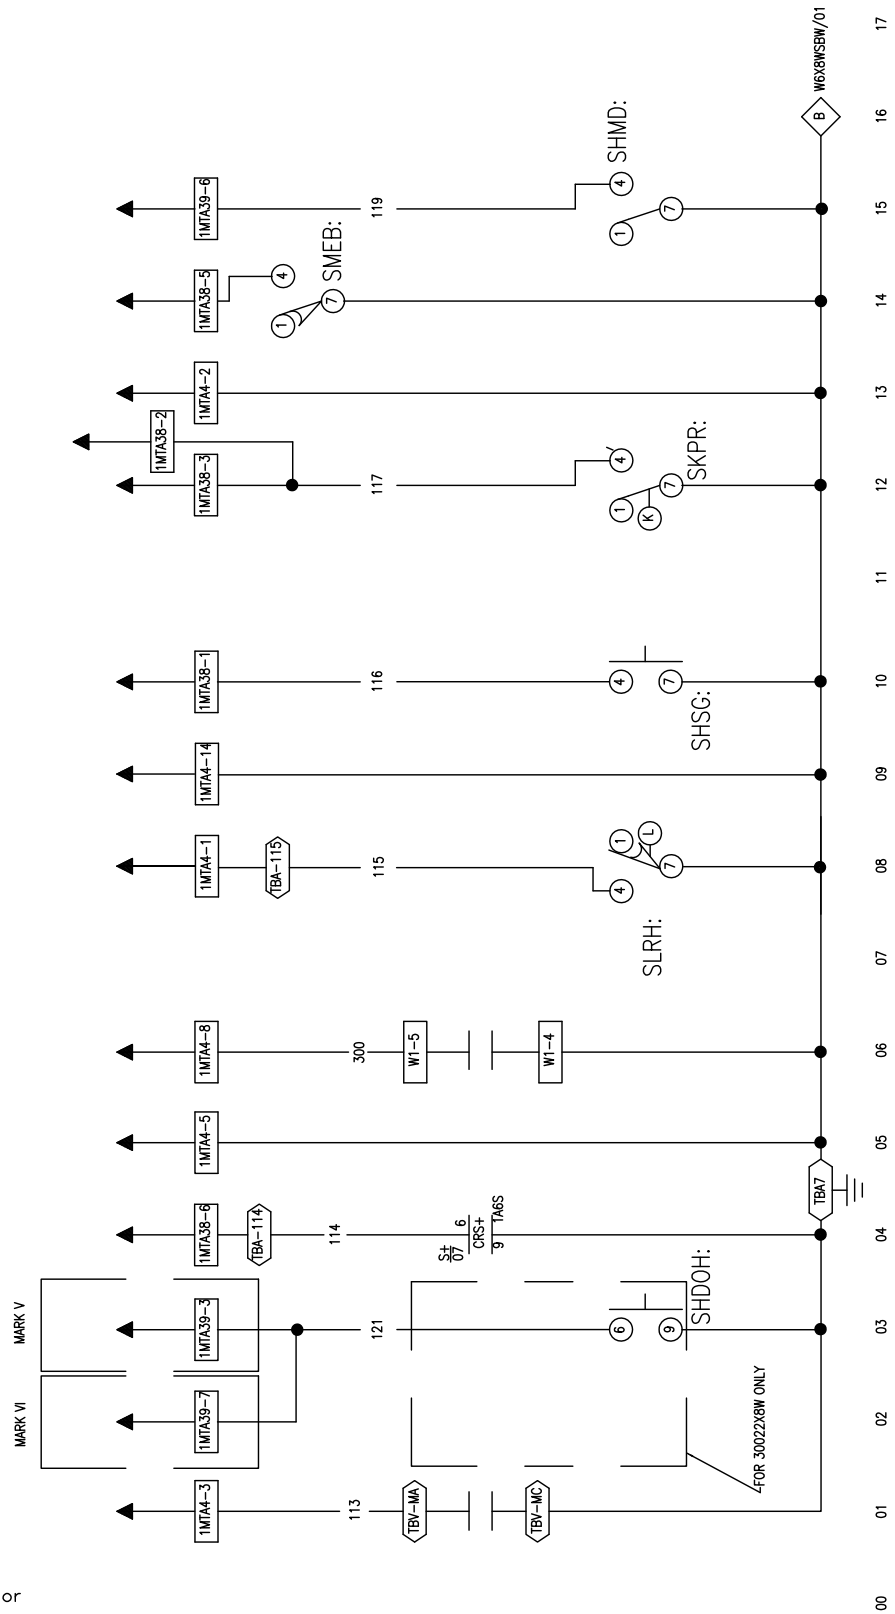 17
W6X8WSBW/01
B
16
15
1MTA39-6
119
4
SHMD:
1
7
14
1MTA38-5
4
SMEB:
1
7
13
1MTA4-2
12
1MTA38-2
1MTA38-3
117
4
SKPR:
1
K
7
11
10
1MTA38-1
116
4
7
SHSG:
09
1MTA4-14
08
1MTA4-1
TBA-115
115
1
L
4
7
SLRH:
07
06
1MTA4-8
300
W1-5
W1-4
05
1MTA4-5
TBA7
04
1MTA38-6
TBA-114
114
S+
07
6
CRS+
9
1A6S
MARK V
03
1MTA39-3
121
6
9
SHDOH:
MARK VI
02
1MTA39-7
FOR 30022X8W ONLY
01
1MTA4-3
113
TBV-MA
TBV-MC
00
or